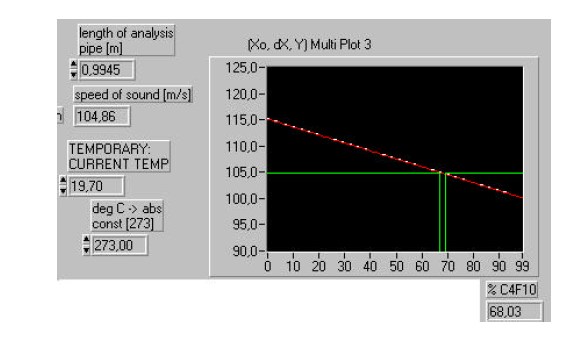 length of analysis
pipe [m]
0,9945
speed of sound [m/s]
104,86
TEMPORARY:
CURRENT TEMP
19,70
deg C -> abs
const [273]
273,00
(Xo, dX, Y) Multi Plot 3
125,0
120,0
115,0
110,0
105,0
100,0
95,0
90,0
0 10 20 30 40 50 60 70 80 90 99
% C4F10
68,03